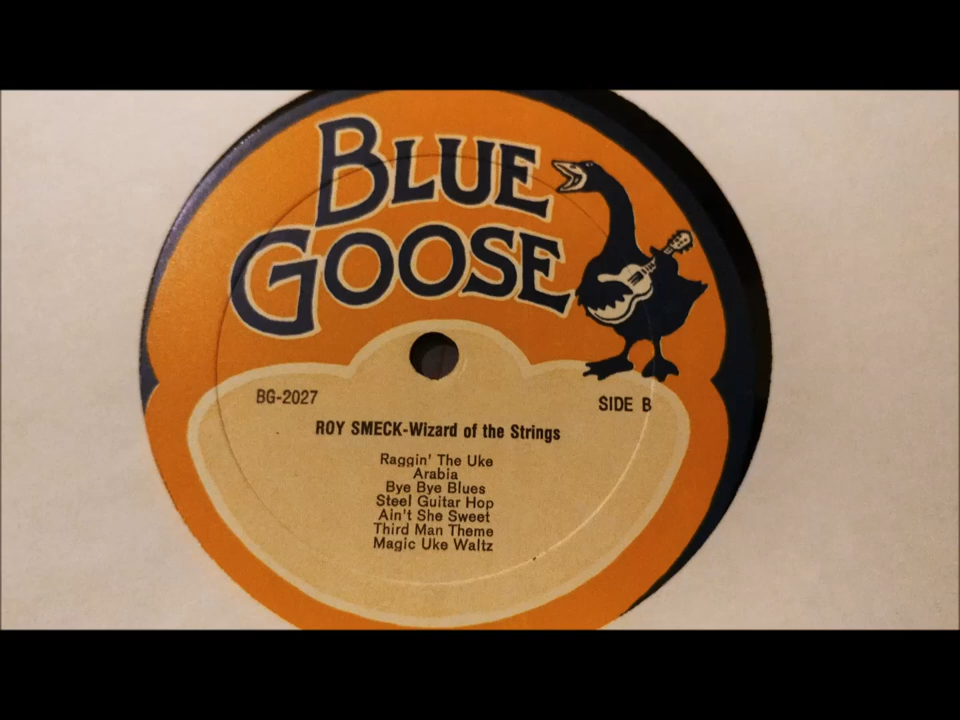 BLUE
GOOSE
BG-2027
SIDE B
ROY SMECK-Wizard of the Strings
Raggin' The Uke
Arabia
Bye Bye Blues
Steel Guitar Hop
Ain't She Sweet
Third Man Theme
Magic Uke Waltz